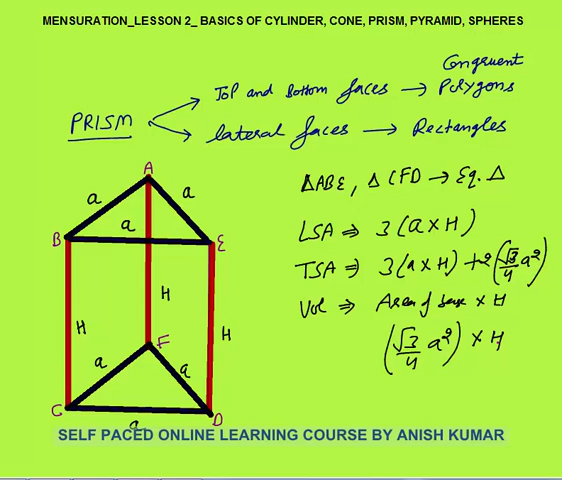 MENSURATION_LESSON 2_ BASICS OF CYLINDER, CONE, PRISM, PYRAMID, SPHERES
Congruent
PRISM
Top and Bottom faces → Polygons
lateral faces → Rectangles
A
a a
B a E
H H H
F
a a
C a D
ΔABE, ΔCFD → Eq. Δ
LSA ⇒ 3(a×H)
TSA ⇒ 3(a×H) + 2(√3/4 a²)
Vol ⇒ Area of base × H
(√3/4 a²) × H
SELF PACED ONLINE LEARNING COURSE BY ANISH KUMAR